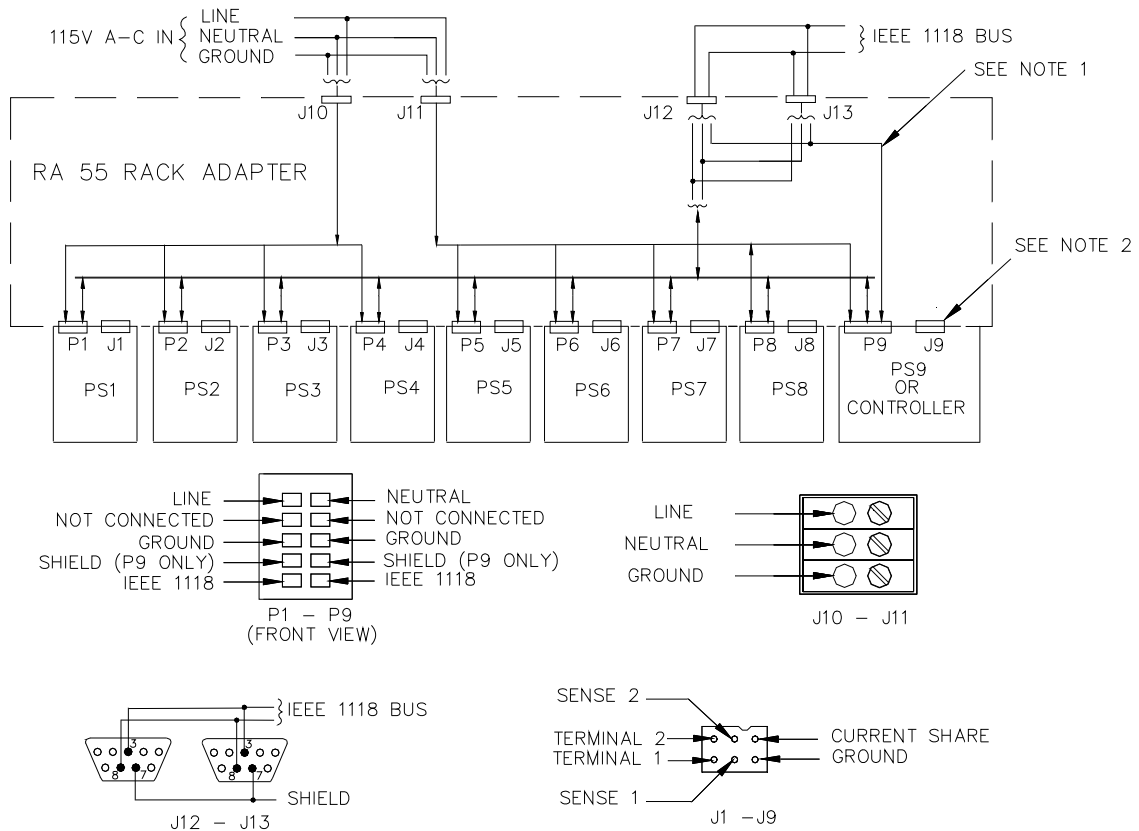 LINE
115V A-C IN { NEUTRAL
GROUND
IEEE 1118 BUS
SEE NOTE 1
J10
J11
J12
J13
RA 55 RACK ADAPTER
SEE NOTE 2
P1 J1 P2 J2 P3 J3 P4 J4 P5 J5 P6 J6 P7 J7 P8 J8 P9 J9
PS1 PS2 PS3 PS4 PS5 PS6 PS7 PS8 PS9
OR
CONTROLLER
LINE
NOT CONNECTED
GROUND
SHIELD (P9 ONLY)
IEEE 1118
NEUTRAL
NOT CONNECTED
GROUND
SHIELD (P9 ONLY)
IEEE 1118
P1 - P9
(FRONT VIEW)
LINE
NEUTRAL
GROUND
J10 - J11
IEEE 1118 BUS
3
8 7
3
8 7
SHIELD
J12 - J13
SENSE 2
TERMINAL 2
TERMINAL 1
SENSE 1
CURRENT SHARE
GROUND
J1 -J9